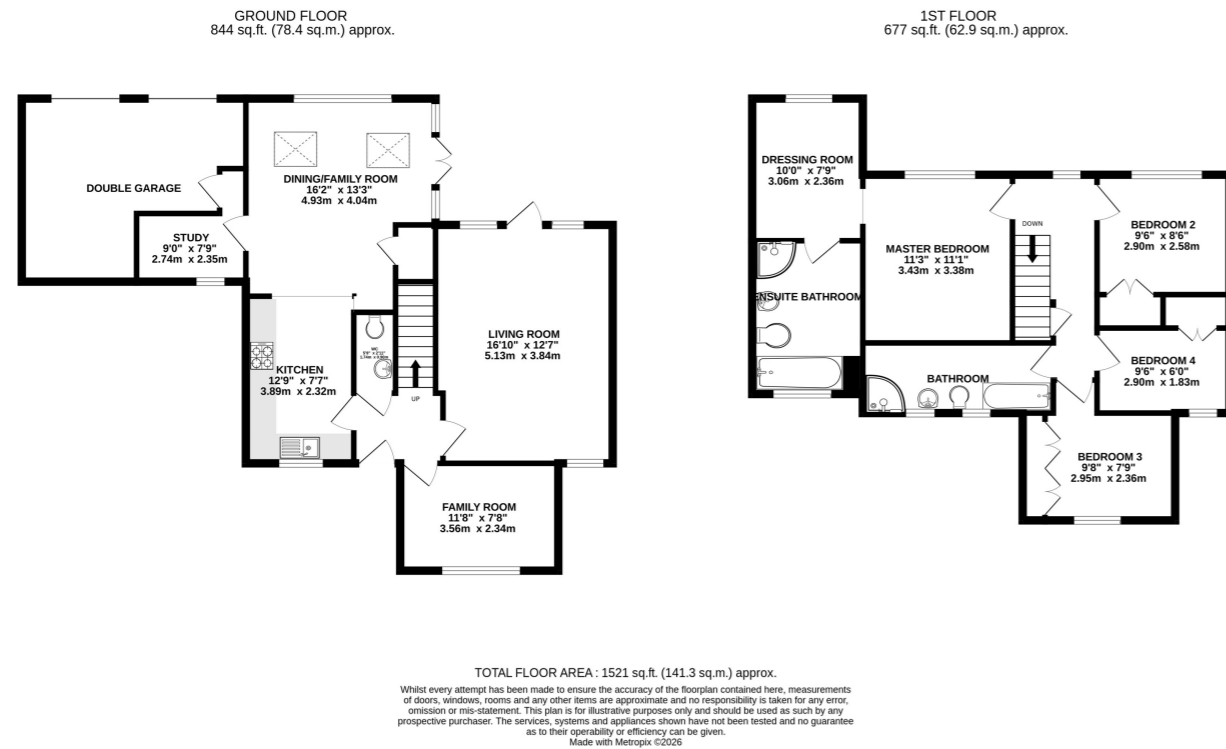 GROUND FLOOR
844 sq.ft. (78.4 sq.m.) approx.
1ST FLOOR
677 sq.ft. (62.9 sq.m.) approx.
DOUBLE GARAGE
DINING/FAMILY ROOM
16'2" x 13'3"
4.93m x 4.04m
STUDY
9'0" x 7'9"
2.74m x 2.35m
KITCHEN
12'9" x 7'7"
3.89m x 2.32m
WC
UP
LIVING ROOM
16'10" x 12'7"
5.13m x 3.84m
FAMILY ROOM
11'8" x 7'8"
3.56m x 2.34m
DRESSING ROOM
10'0" x 7'9"
3.06m x 2.36m
ENSUITE BATHROOM
MASTER BEDROOM
11'3" x 11'1"
3.43m x 3.38m
DOWN
BEDROOM 2
9'6" x 8'6"
2.90m x 2.58m
BATHROOM
BEDROOM 4
9'6" x 6'0"
2.90m x 1.83m
BEDROOM 3
9'8" x 7'9"
2.95m x 2.36m
TOTAL FLOOR AREA : 1521 sq.ft. (141.3 sq.m.) approx.
Whilst every attempt has been made to ensure the accuracy of the floorplan contained here, measurements
of doors, windows, rooms and any other items are approximate and no responsibility is taken for any error,
omission or mis-statement. This plan is for illustrative purposes only and should be used as such by any
prospective purchaser. The services, systems and appliances shown have not been tested and no guarantee
as to their operability or efficiency can be given.
Made with Metropix ©2026